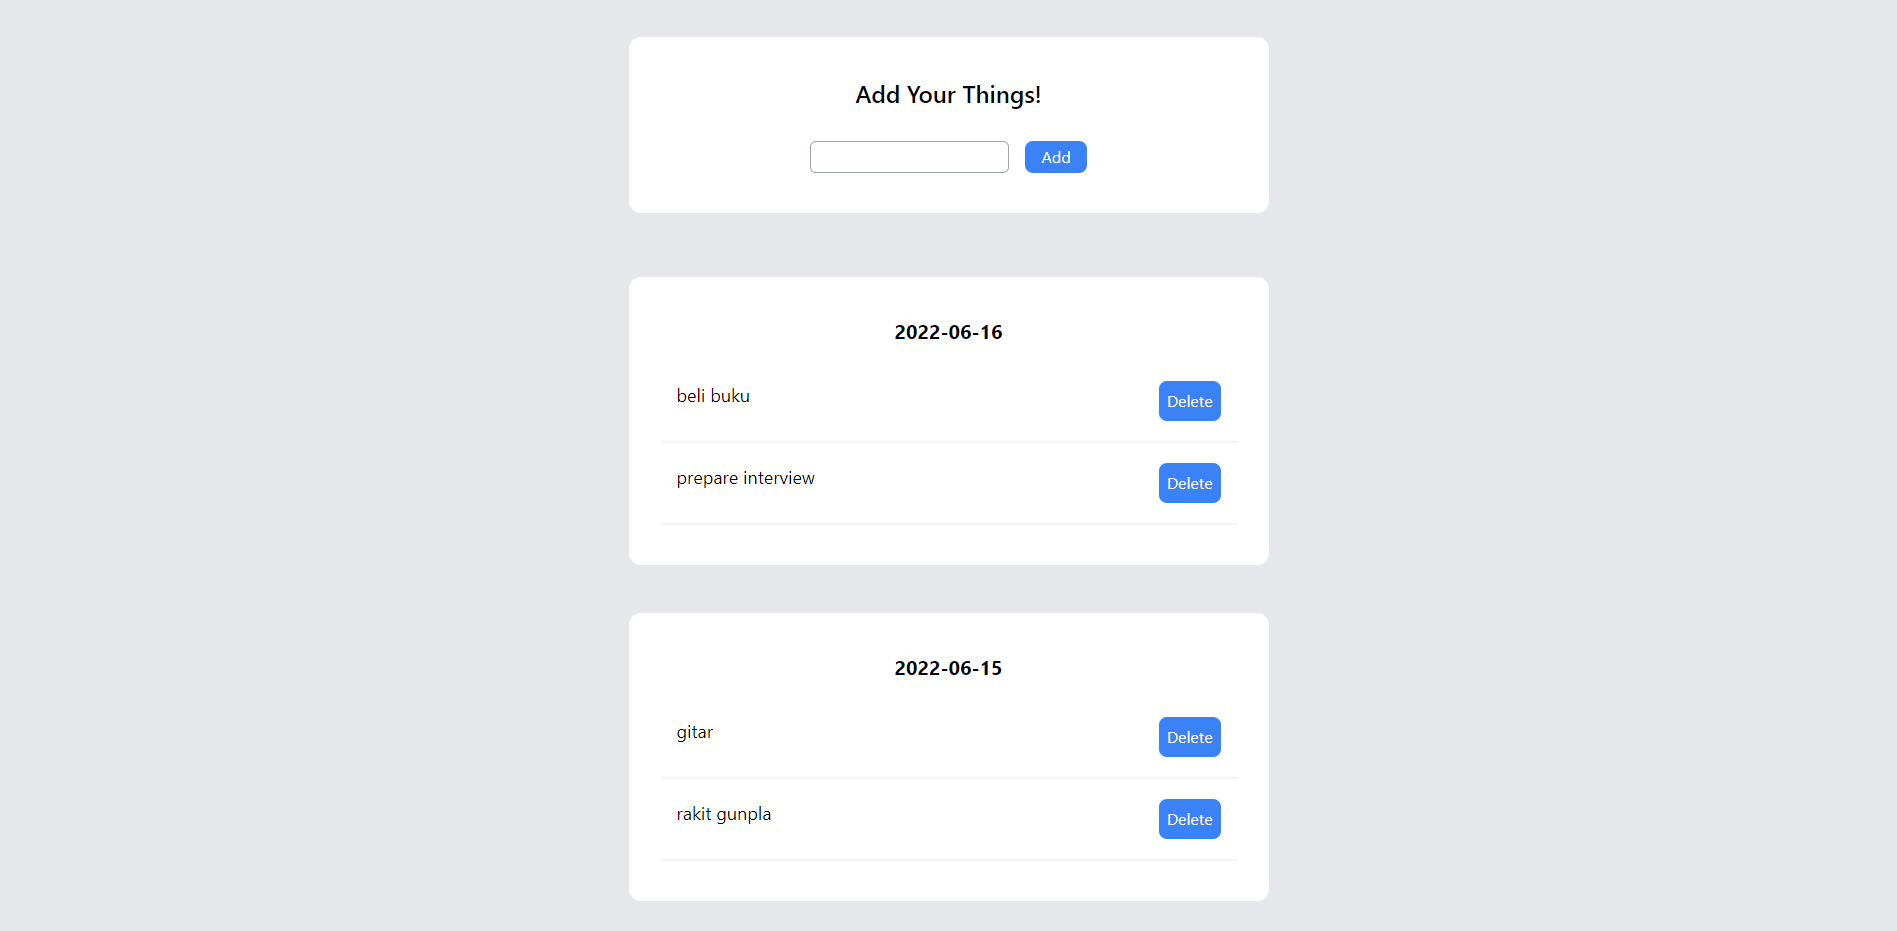 Add Your Things!
Add
2022-06-16
beli buku
Delete
prepare interview
Delete
2022-06-15
gitar
Delete
rakit gunpla
Delete